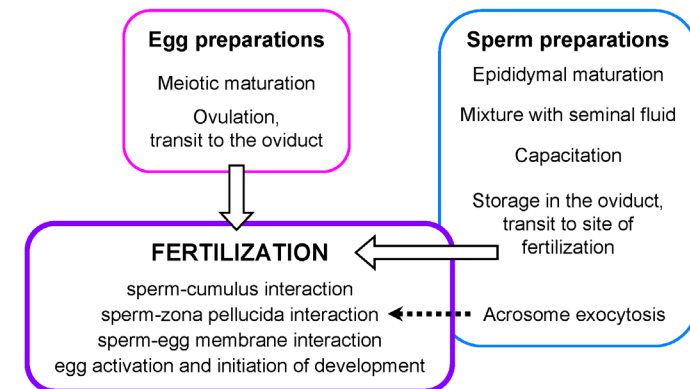 Egg preparations
Meiotic maturation
Ovulation,
transit to the oviduct
Sperm preparations
Epididymal maturation
Mixture with seminal fluid
Capacitation
Storage in the oviduct,
transit to site of
fertilization
Acrosome exocytosis
FERTILIZATION
sperm-cumulus interaction
sperm-zona pellucida interaction
sperm-egg membrane interaction
egg activation and initiation of development